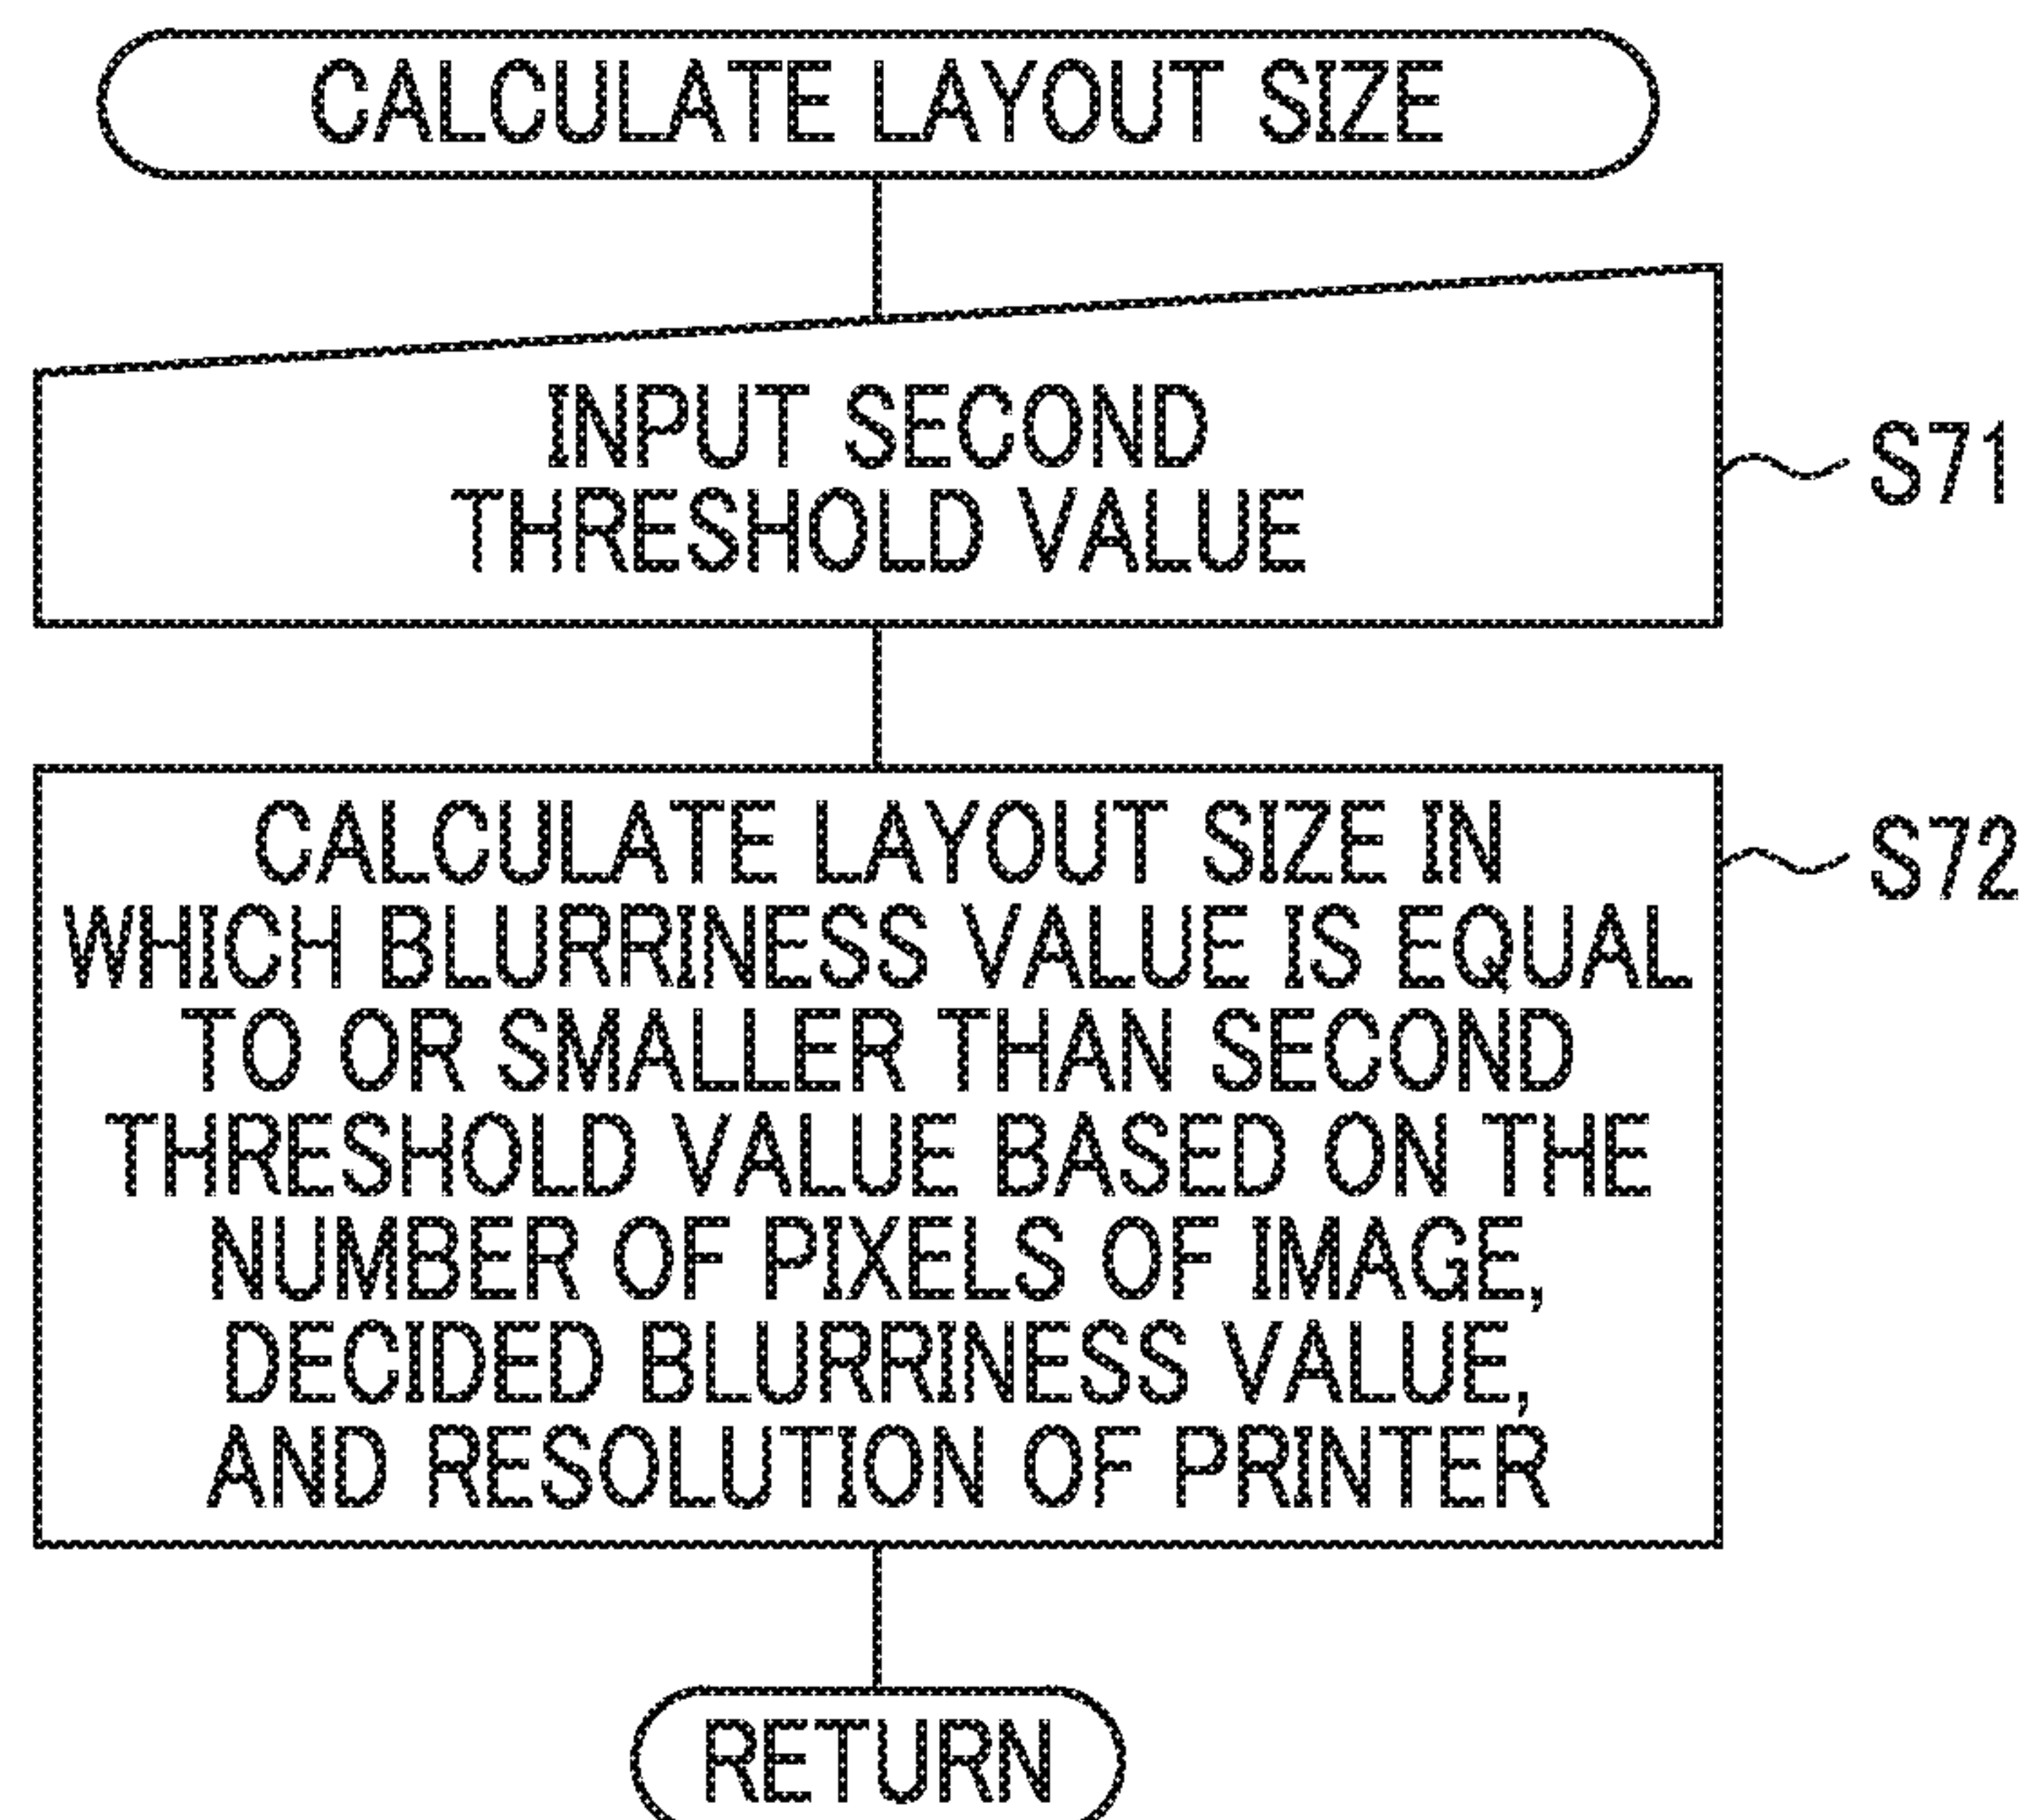 CALCULATE LAYOUT SIZE
INPUT SECOND
THRESHOLD VALUE
S71
CALCULATE LAYOUT SIZE IN
WHICH BLURRINESS VALUE IS EQUAL
TO OR SMALLER THAN SECOND
THRESHOLD VALUE BASED ON THE
NUMBER OF PIXELS OF IMAGE,
DECIDED BLURRINESS VALUE,
AND RESOLUTION OF PRINTER
S72
RETURN